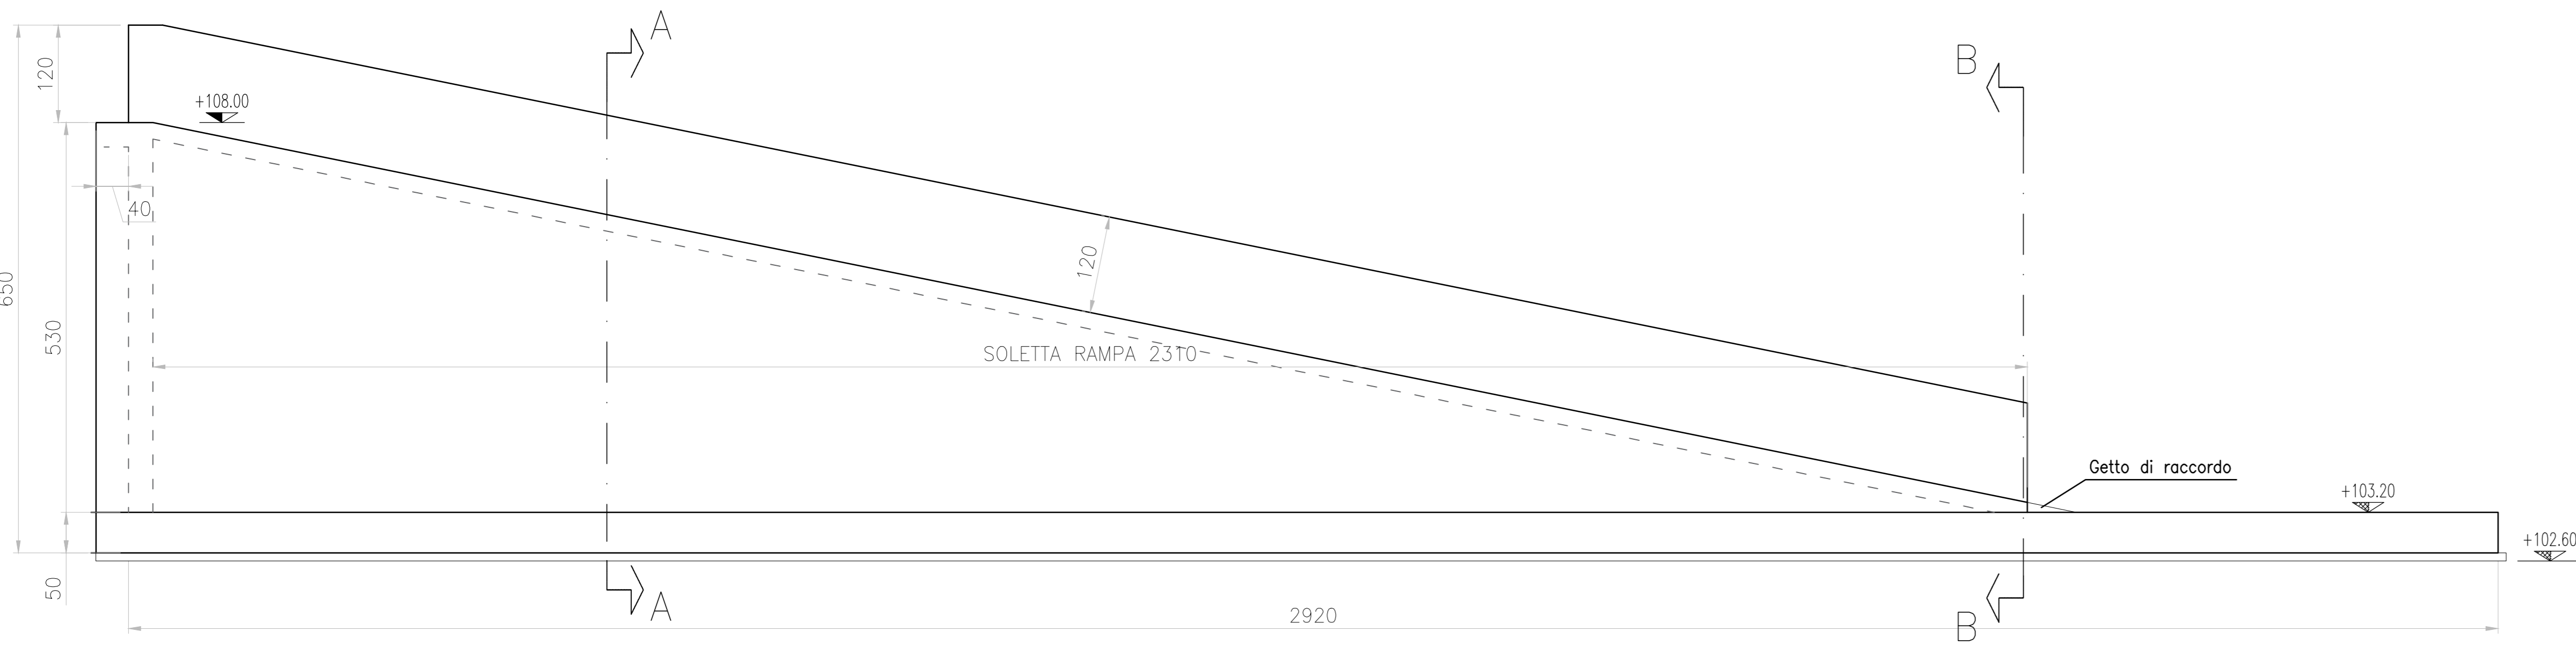 A
B
120
+108.00
40
650
120
530
SOLETTA RAMPA 2310
Getto di raccordo
+103.20
+102.60
50
A
2920
B